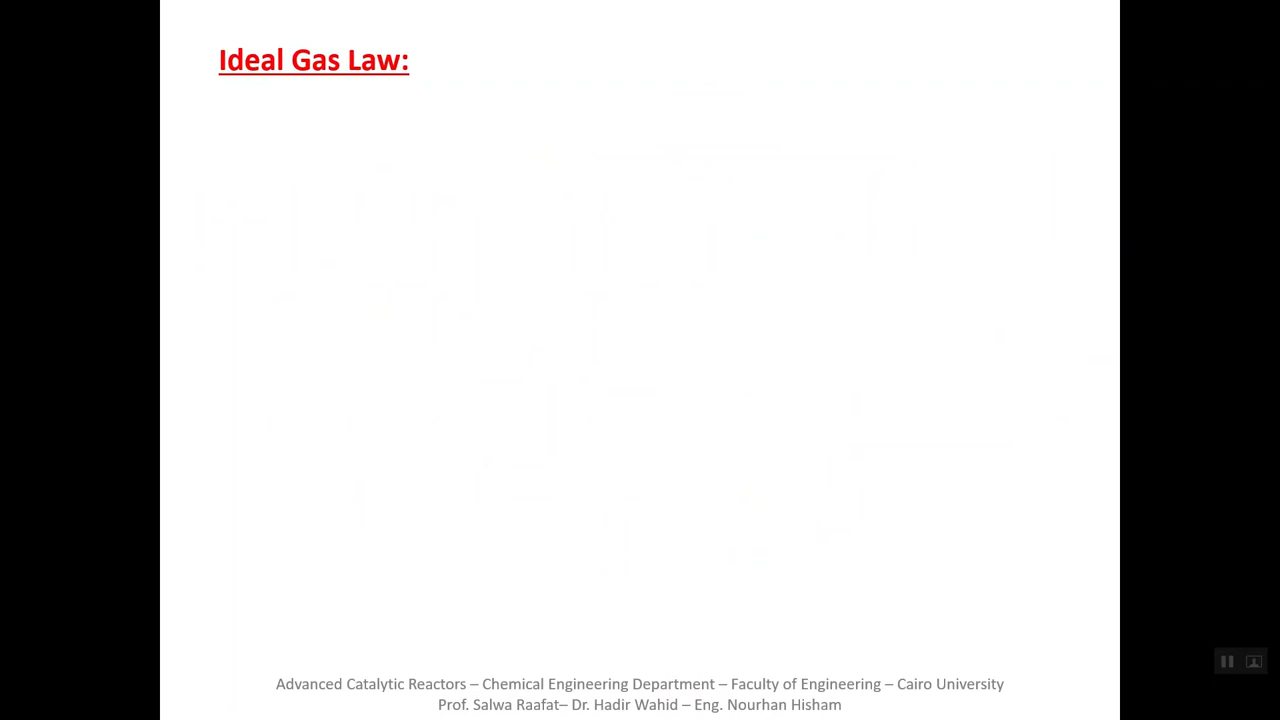 Ideal Gas Law:
Advanced Catalytic Reactors – Chemical Engineering Department – Faculty of Engineering – Cairo University
Prof. Salwa Raafat– Dr. Hadir Wahid – Eng. Nourhan Hisham